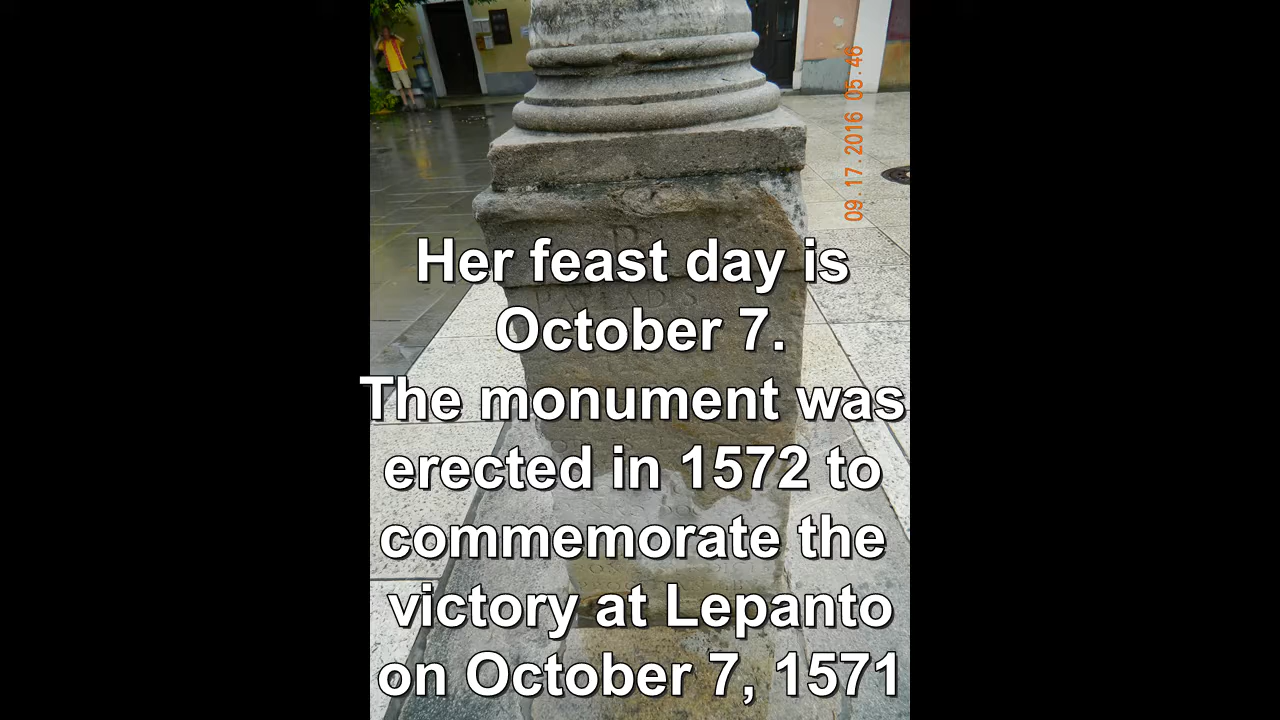 09.17.2016 05.46
P
PALLADIS
Her feast day is
October 7.
The monument was
erected in 1572 to
commemorate the
victory at Lepanto
on October 7, 1571